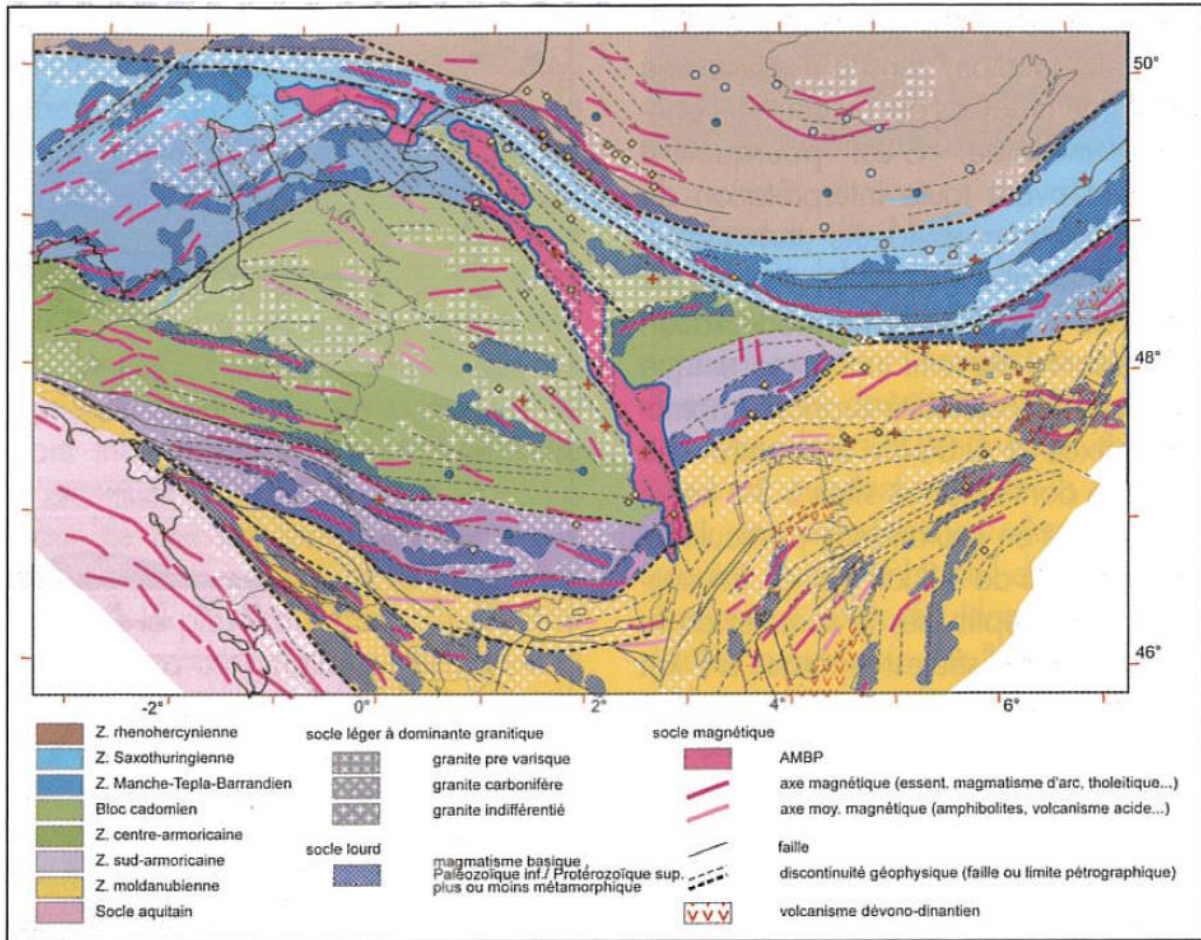 50°
48°
46°
-2° 0° 2° 4° 6°
Z. rhenohercynienne
Z. Saxothuringienne
Z. Manche-Tepla-Barrandien
Bloc cadomien
Z. centre-armoricaine
Z. sud-armoricaine
Z. moldanubienne
Socle aquitain
socle léger à dominante granitique
granite pre varisque
granite carbonifère
granite indifférentié
socle lourd
magmatisme basique
Paléozoïque inf./ Protérozoïque sup.
plus ou moins métamorphique
socle magnétique
AMBP
axe magnétique (essent. magmatisme d'arc, tholeitique...)
axe moy. magnétique (amphibolites, volcanisme acide...)
faille
discontinuité géophysique (faille ou limite pétrographique)
volcanisme dévono-dinantien